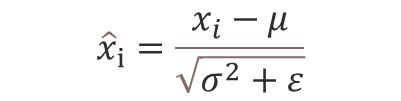 x̂ᵢ = (xᵢ − μ) / √(σ² + ε)